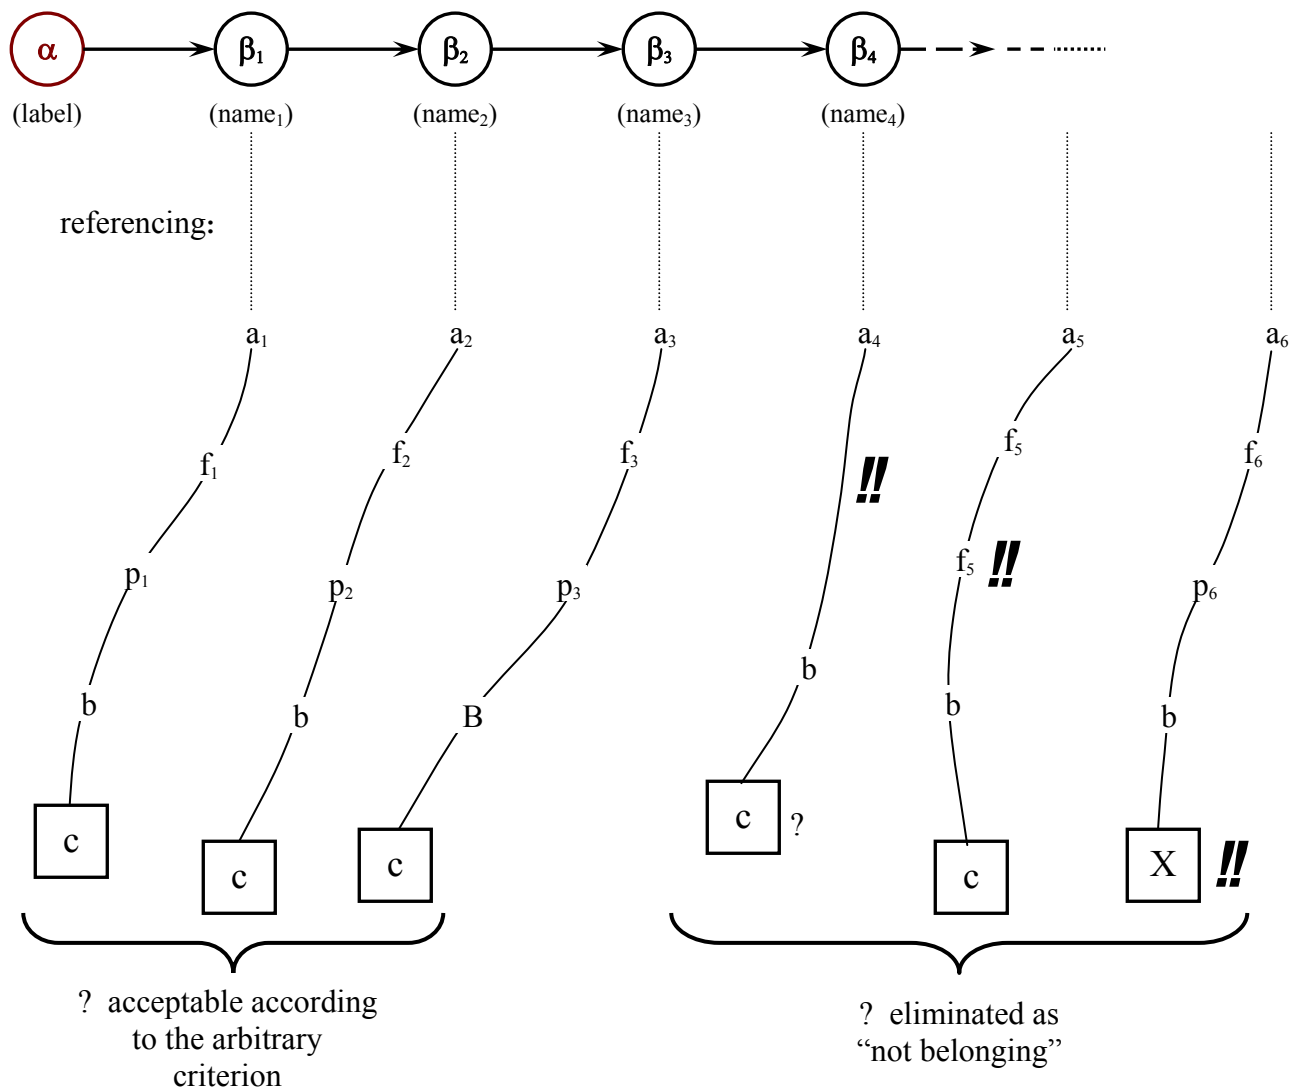 α β₁ β₂ β₃ β₄
(label) (name₁) (name₂) (name₃) (name₄)
referencing:
a₁ a₂ a₃ a₄ a₅ a₆
f₁ f₂ f₃ !! f₅ f₆
p₁ p₂ p₃ f₅ !! p₆
b b B b b b
c c c c ? c X !!
? acceptable according
to the arbitrary
criterion
? eliminated as
“not belonging”